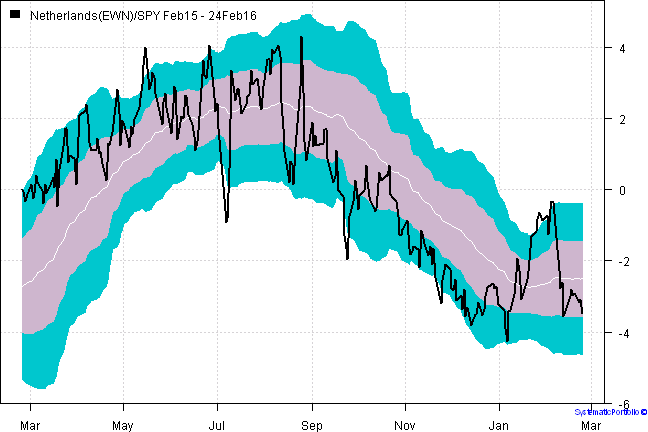 Netherlands(EWN)/SPY Feb15 - 24Feb16
4
2
0
-2
-4
-6
SystematicPortfolio ©
Mar May Jul Sep Nov Jan Mar